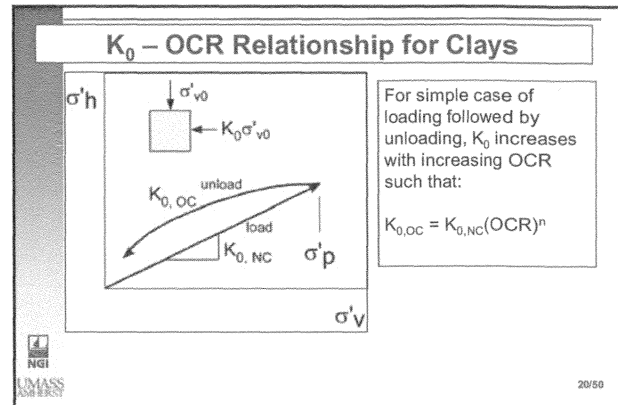 K₀ – OCR Relationship for Clays
σ'h
σ'v0
K₀σ'v0
K₀, OC
unload
load
K₀, NC
σ'p
σ'v
For simple case of
loading followed by
unloading, K₀ increases
with increasing OCR
such that:
K₀,OC = K₀,NC(OCR)ⁿ
NGI
UMASS
AMHERST
20/50